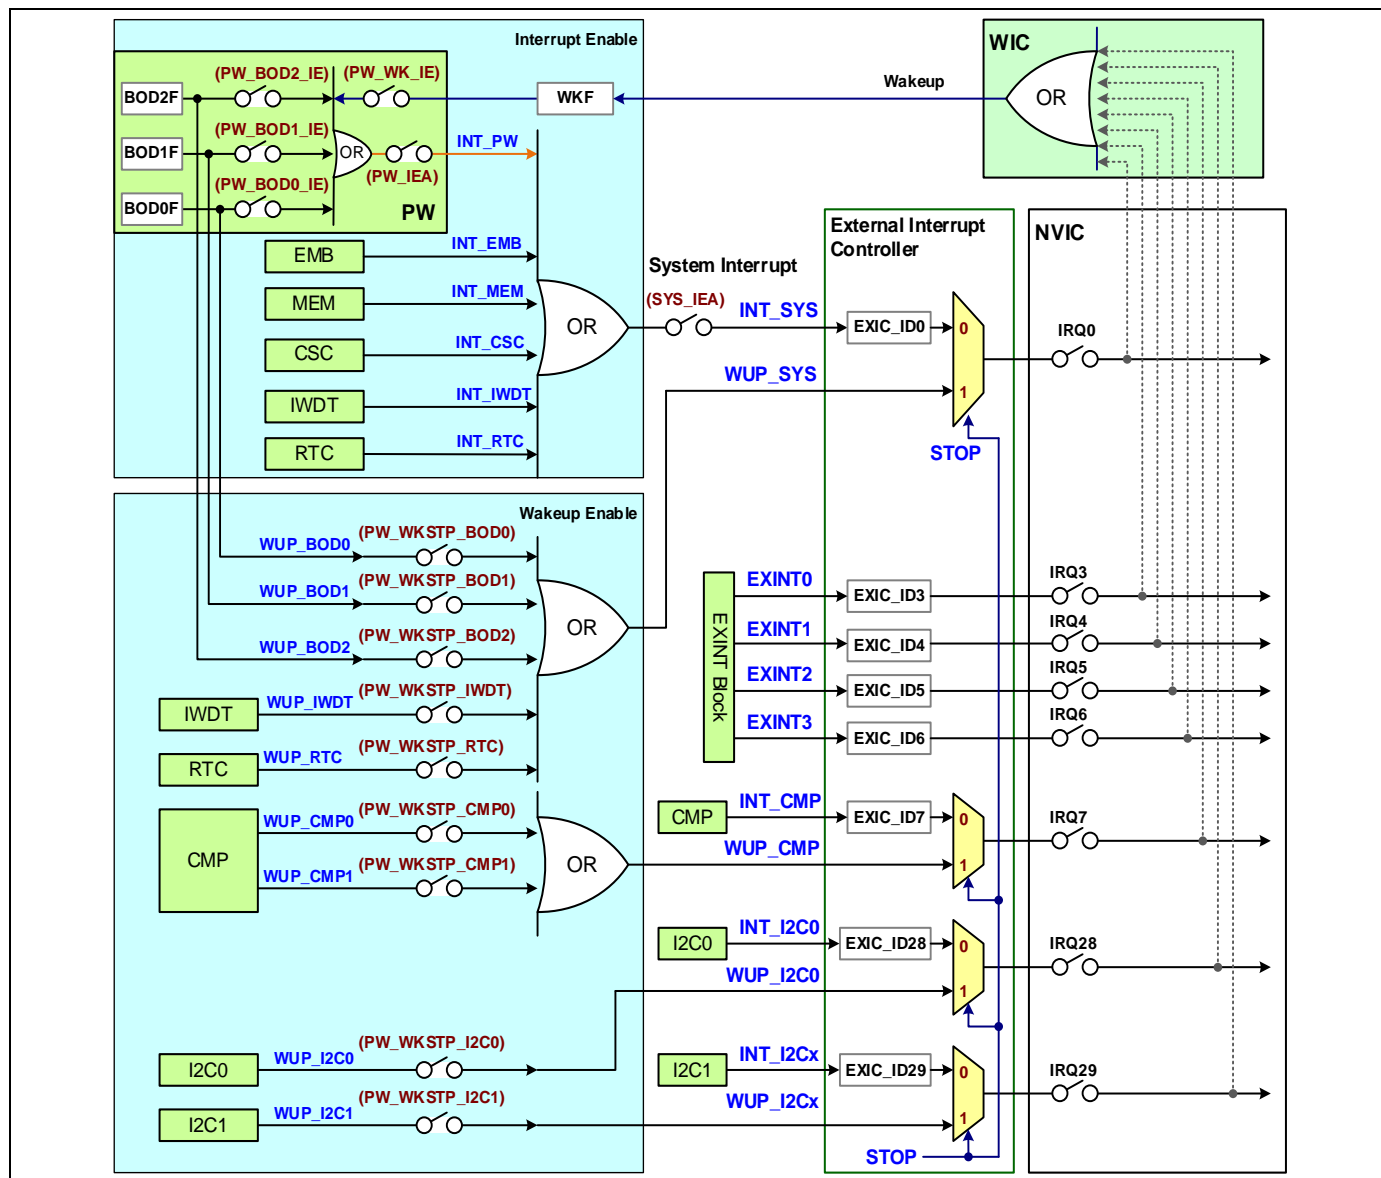 Interrupt Enable
WIC
(PW_BOD2_IE)
(PW_WK_IE)
BOD2F
WKF
Wakeup
OR
(PW_BOD1_IE)
BOD1F
OR
INT_PW
(PW_IEA)
(PW_BOD0_IE)
BOD0F
PW
External Interrupt
Controller
NVIC
EMB
INT_EMB
System Interrupt
MEM
INT_MEM
(SYS_IEA)
INT_SYS
EXIC_ID0
0
IRQ0
OR
CSC
INT_CSC
WUP_SYS
1
IWDT
INT_IWDT
RTC
INT_RTC
STOP
Wakeup Enable
WUP_BOD0
(PW_WKSTP_BOD0)
WUP_BOD1
(PW_WKSTP_BOD1)
OR
WUP_BOD2
(PW_WKSTP_BOD2)
EXINT Block
EXINT0
EXIC_ID3
IRQ3
EXINT1
EXIC_ID4
IRQ4
EXINT2
EXIC_ID5
IRQ5
EXINT3
EXIC_ID6
IRQ6
IWDT
WUP_IWDT
(PW_WKSTP_IWDT)
RTC
WUP_RTC
(PW_WKSTP_RTC)
CMP
WUP_CMP0
(PW_WKSTP_CMP0)
WUP_CMP1
(PW_WKSTP_CMP1)
OR
CMP
INT_CMP
EXIC_ID7
0
IRQ7
WUP_CMP
1
I2C0
INT_I2C0
EXIC_ID28
0
IRQ28
WUP_I2C0
1
I2C0
WUP_I2C0
(PW_WKSTP_I2C0)
I2C1
INT_I2Cx
EXIC_ID29
0
IRQ29
I2C1
WUP_I2C1
(PW_WKSTP_I2C1)
WUP_I2Cx
1
STOP